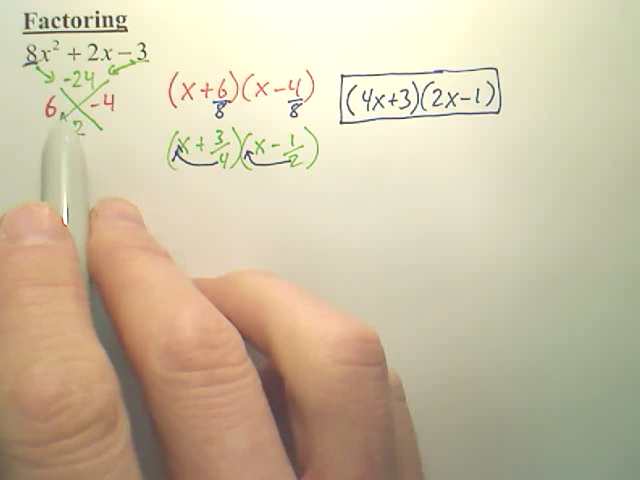 Factoring
8x² + 2x - 3
-24
6 -4
2
(x + 6/8)(x - 4/8)
(x + 3/4)(x - 1/2)
(4x+3)(2x-1)